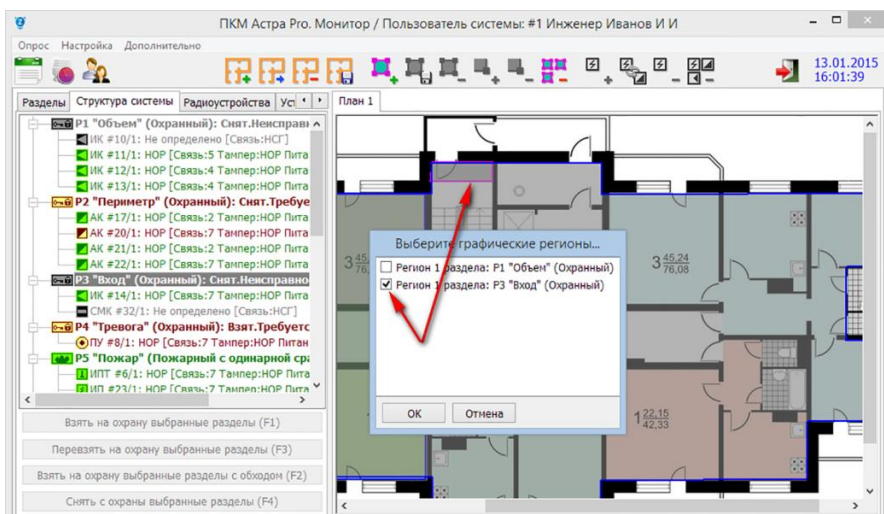 ПКМ Астра Pro. Монитор / Пользователь системы: #1 Инженер Иванов И И
Опрос Настройка Дополнительно
13.01.2015
16:01:39
Разделы Структура системы Радиоустройства Уст
План 1
P1 "Объем" (Охранный): Снят.Неисправн
ИК #10/1: Не определено [Связь:НСГ]
ИК #11/1: НОР [Связь:5 Тампер:НОР Пита
ИК #12/1: НОР [Связь:4 Тампер:НОР Пита
ИК #13/1: НОР [Связь:4 Тампер:НОР Пита
P2 "Периметр" (Охранный): Снят.Требуе
АК #17/1: НОР [Связь:2 Тампер:НОР Пита
АК #20/1: НОР [Связь:7 Тампер:НОР Пита
АК #21/1: НОР [Связь:2 Тампер:НОР Пита
АК #22/1: НОР [Связь:7 Тампер:НОР Пита
P3 "Вход" (Охранный): Снят.Неисправно
ИК #14/1: НОР [Связь:7 Тампер:НОР Пита
СМК #32/1: Не определено [Связь:НСГ]
P4 "Тревога" (Охранный): Взят.Требуетс
ПУ #8/1: НОР [Связь:7 Тампер:НОР Питан
P5 "Пожар" (Пожарный с одинарной сра
ИПТ #6/1: НОР [Связь:7 Тампер:НОР Пита
ИП #23/1: НОР [Связь:7 Тампер:НОР Пита
Взять на охрану выбранные разделы (F1)
Перевзять на охрану выбранные разделы (F3)
Взять на охрану выбранные разделы с обходом (F2)
Снять с охраны выбранные разделы (F4)
Выберите графические регионы...
Регион 1 раздела: P1 "Объем" (Охранный)
Регион 1 раздела: P3 "Вход" (Охранный)
ОК Отмена
3 45,24
76,08
1 22,15
42,33